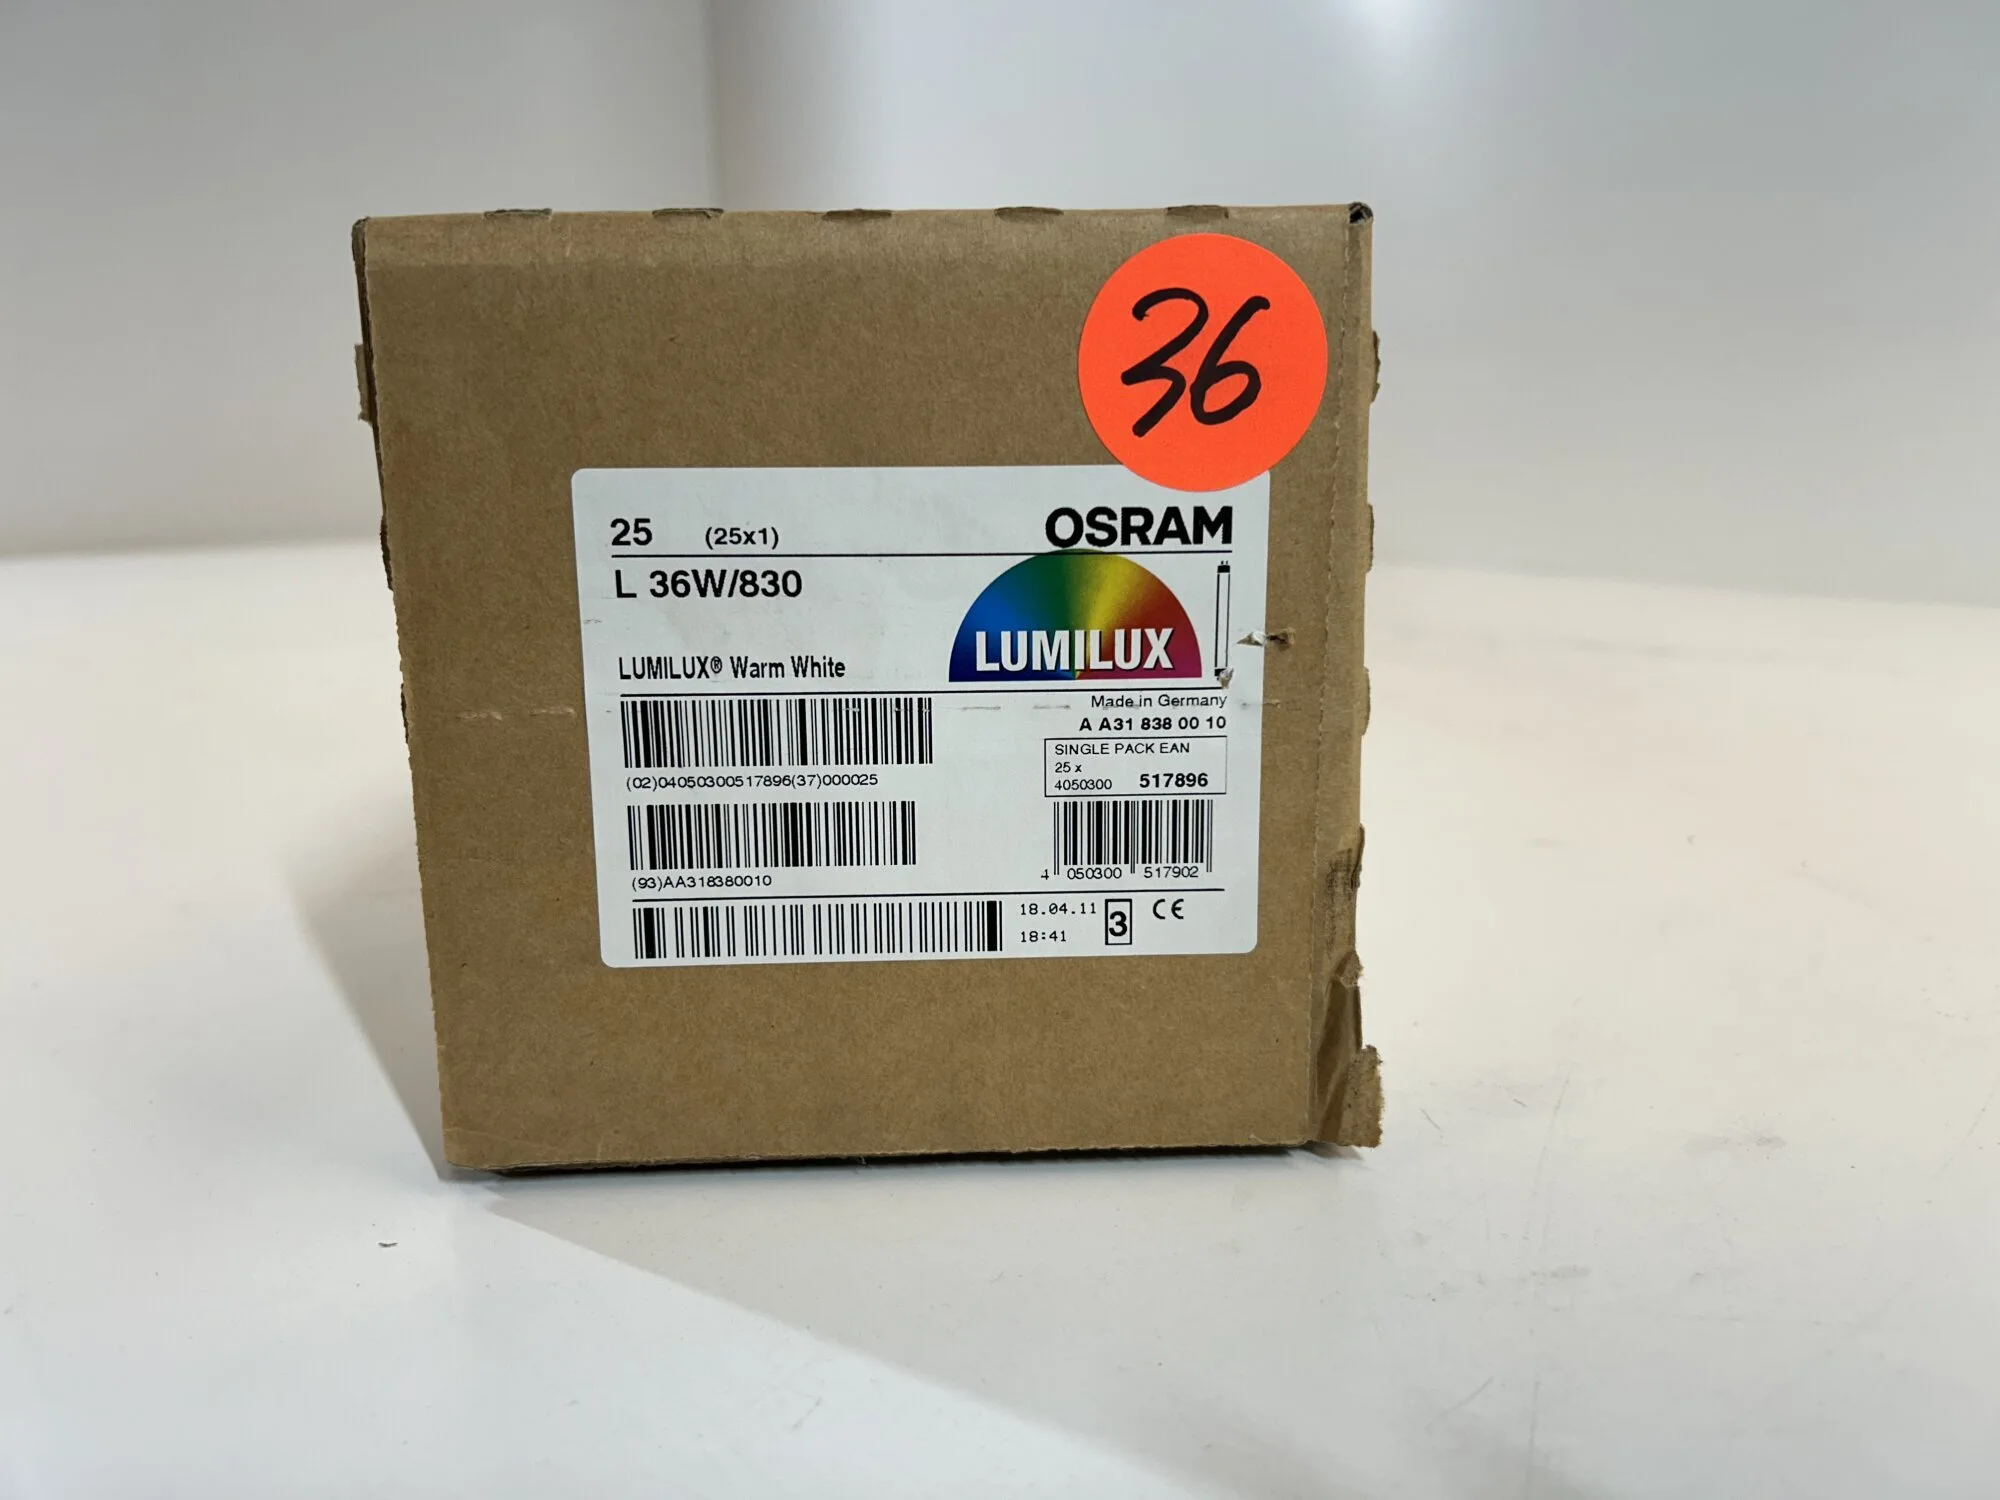 36
25 (25x1) OSRAM
L 36W/830
LUMILUX
LUMILUX® Warm White
Made in Germany
A A31 838 00 10
SINGLE PACK EAN
25 x
4050300 517896
(02)04050300517896(37)000025
4 050300 517902
(93)AA318380010
18.04.11 3 CE
18:41